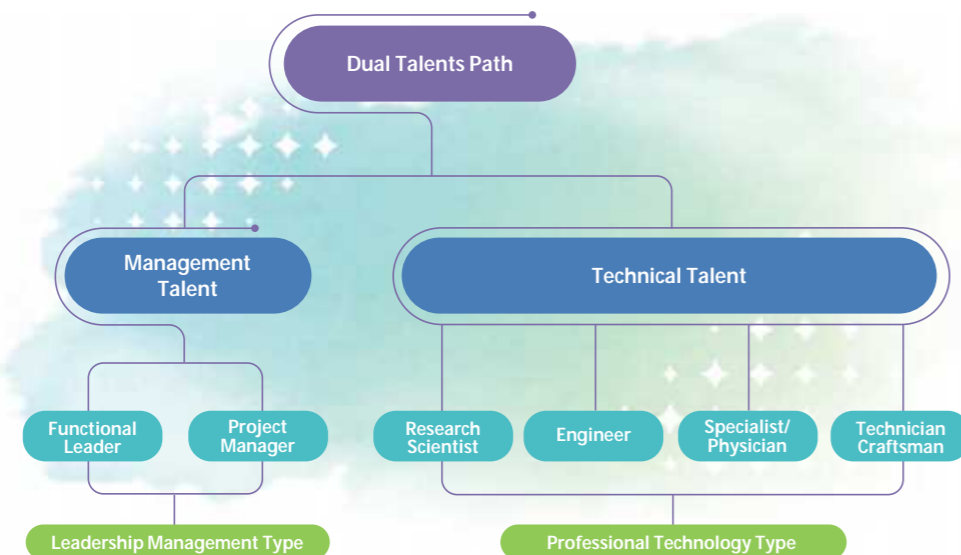 Dual Talents Path
Management
Talent
Technical Talent
Functional
Leader
Project
Manager
Research
Scientist
Engineer
Specialist/
Physician
Technician
Craftsman
Leadership Management Type
Professional Technology Type